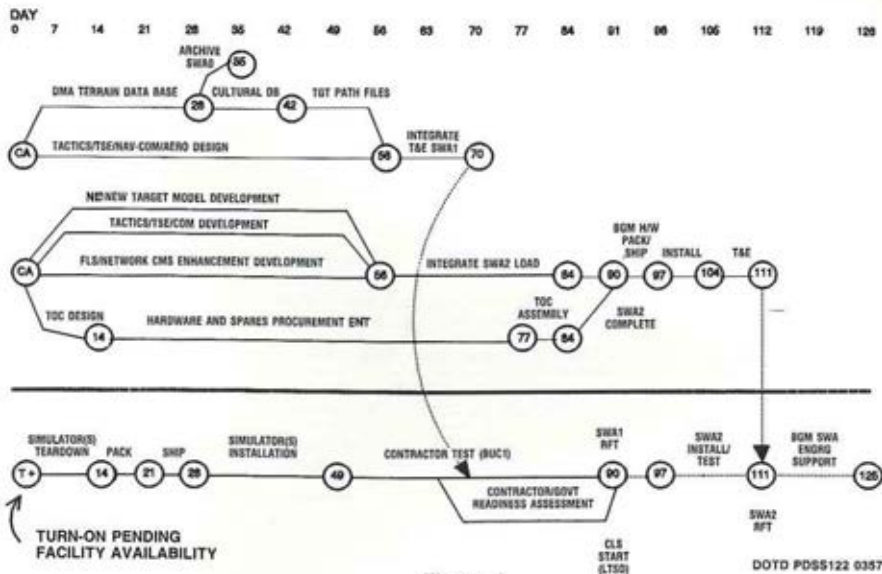 DAY
0 7 14 21 28 35 42 56 63 70 77 84 91 98 105 112 119 126
ARCHIVE
SWA0
35
DMA TERRAIN DATA BASE
28
CULTURAL DB
42
TGT PATH FILES
CA
TACTICS/TSE/NAV-COM/AERO DESIGN
56
INTEGRATE
T&E SWA1
70
NEW TARGET MODEL DEVELOPMENT
TACTICS/TSE/COM DEVELOPMENT
CA
FLS/NETWORK CMS ENHANCEMENT DEVELOPMENT
56
INTEGRATE SWA2 LOAD
84
BGM H/W
PACK/
SHIP
90
97
INSTALL
104
T&E
111
TOC DESIGN
14
HARDWARE AND SPARES PROCUREMENT ENT
77
TOC
ASSEMBLY
84
SWA2
COMPLETE
SIMULATOR(S)
TEARDOWN
PACK
SHIP
SIMULATOR(S)
INSTALLATION
CONTRACTOR TEST (BUC1)
SWA1
RFT
SWA2
INSTALL/
TEST
BGM SWA
ENGRG
SUPPORT
T+
14
21
28
49
90
97
111
125
CONTRACTOR/GOVT
READINESS ASSESSMENT
TURN-ON PENDING
FACILITY AVAILABILITY
SWA2
RFT
CLS
START
(LTSD)
DOTD PDSS122 0357